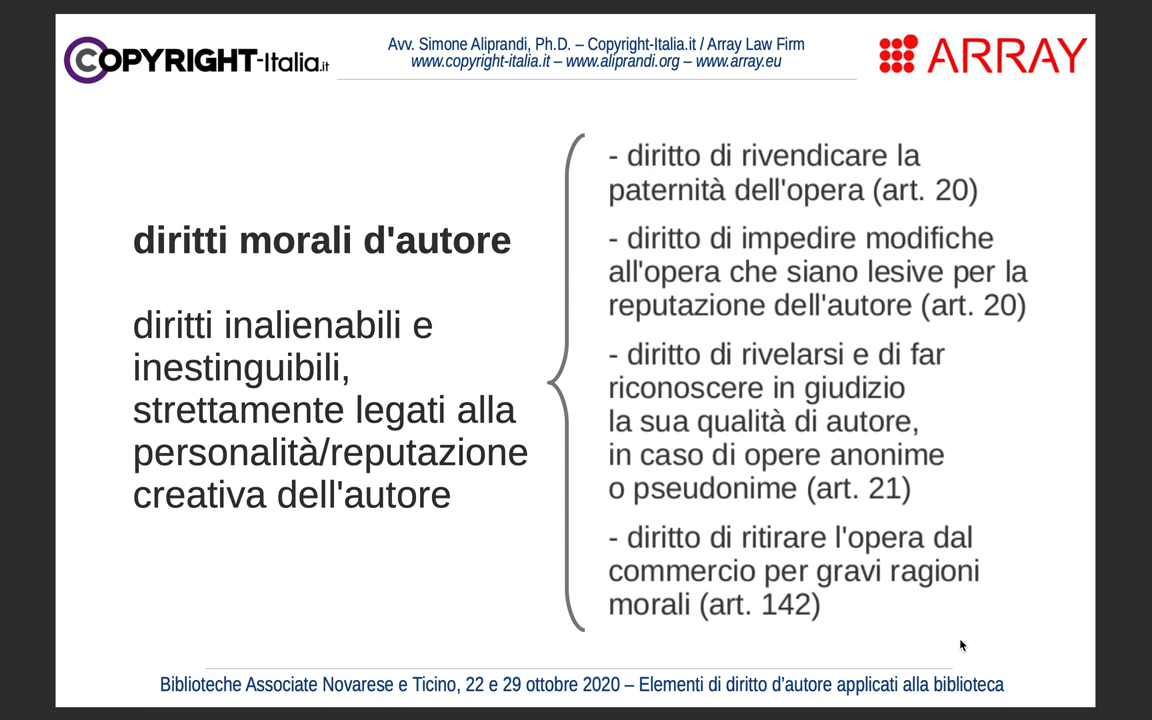 COPYRIGHT-Italia.it
Avv. Simone Aliprandi, Ph.D. – Copyright-Italia.it / Array Law Firm
www.copyright-italia.it – www.aliprandi.org – www.array.eu
ARRAY
diritti morali d'autore
diritti inalienabili e
inestinguibili,
strettamente legati alla
personalità/reputazione
creativa dell'autore
- diritto di rivendicare la
paternità dell'opera (art. 20)
- diritto di impedire modifiche
all'opera che siano lesive per la
reputazione dell'autore (art. 20)
- diritto di rivelarsi e di far
riconoscere in giudizio
la sua qualità di autore,
in caso di opere anonime
o pseudonime (art. 21)
- diritto di ritirare l'opera dal
commercio per gravi ragioni
morali (art. 142)
Biblioteche Associate Novarese e Ticino, 22 e 29 ottobre 2020 – Elementi di diritto d'autore applicati alla biblioteca